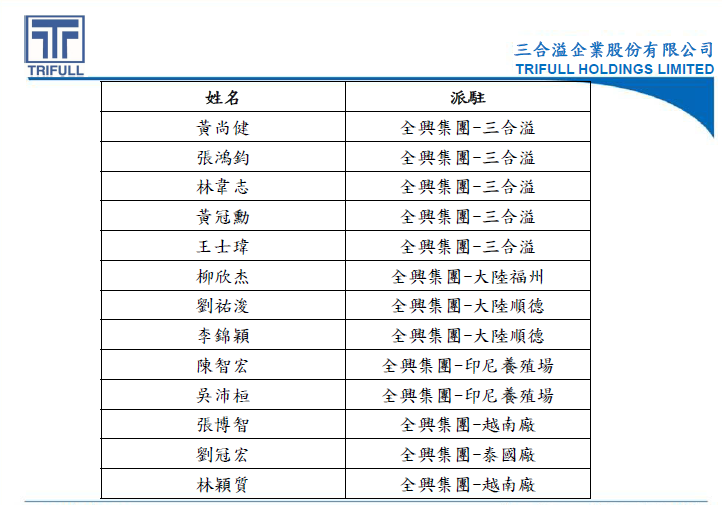 TRIFULL
三合溢企業股份有限公司
TRIFULL HOLDINGS LIMITED
姓名 派駐
黃尚健 全興集團-三合溢
張鴻鈞 全興集團-三合溢
林韋志 全興集團-三合溢
黃冠勳 全興集團-三合溢
王士瑋 全興集團-三合溢
柳欣杰 全興集團-大陸福州
劉祐浚 全興集團-大陸順德
李錦穎 全興集團-大陸順德
陳智宏 全興集團-印尼養殖場
吳沛桓 全興集團-印尼養殖場
張博智 全興集團-越南廠
劉冠宏 全興集團-泰國廠
林穎質 全興集團-越南廠